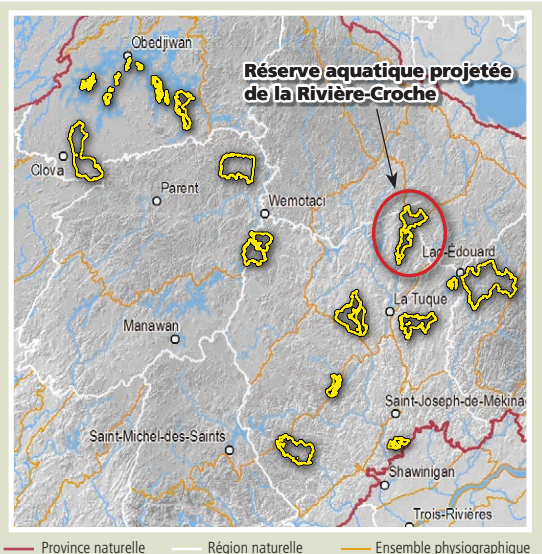 Obedjiwan
Réserve aquatique projetée
de la Rivière-Croche
Clova
Parent
Wemotaci
Lac-Édouard
La Tuque
Manawan
Saint-Joseph-de-Mékina
Saint-Michel-des-Saints
Shawinigan
Trois-Rivières
Province naturelle
Région naturelle
Ensemble physiographique